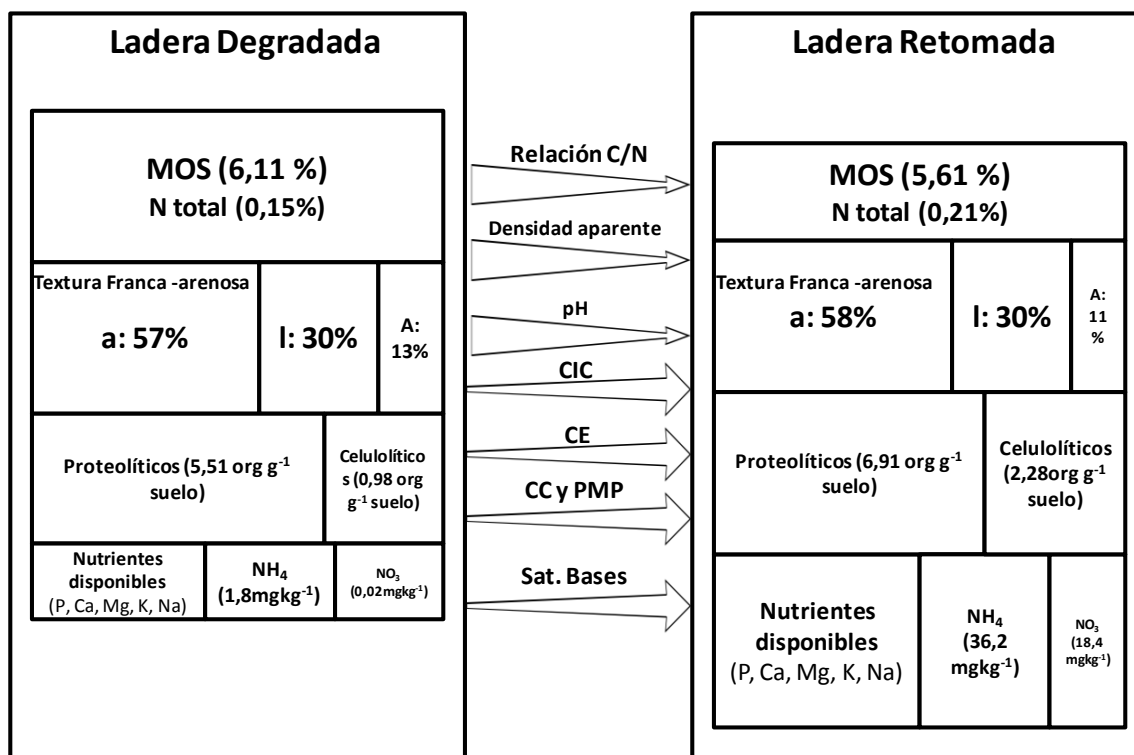 Ladera Degradada
MOS (6,11 %)
N total (0,15%)
Textura Franca -arenosa
a: 57%
l: 30%
A:
13%
Proteolíticos (5,51 org g⁻¹
suelo)
Celulolítico
s (0,98 org
g⁻¹ suelo)
Nutrientes
disponibles
(P, Ca, Mg, K, Na)
NH₄
(1,8mgkg⁻¹)
NO₃
(0,02mgkg⁻¹)
Relación C/N
Densidad aparente
pH
CIC
CE
CC y PMP
Sat. Bases
Ladera Retomada
MOS (5,61 %)
N total (0,21%)
Textura Franca -arenosa
a: 58%
l: 30%
A:
11
%
Proteolíticos (6,91 org g⁻¹
suelo)
Celulolíticos
(2,28org g⁻¹
suelo)
Nutrientes
disponibles
(P, Ca, Mg, K, Na)
NH₄
(36,2
mgkg⁻¹)
NO₃
(18,4
mgkg⁻¹)